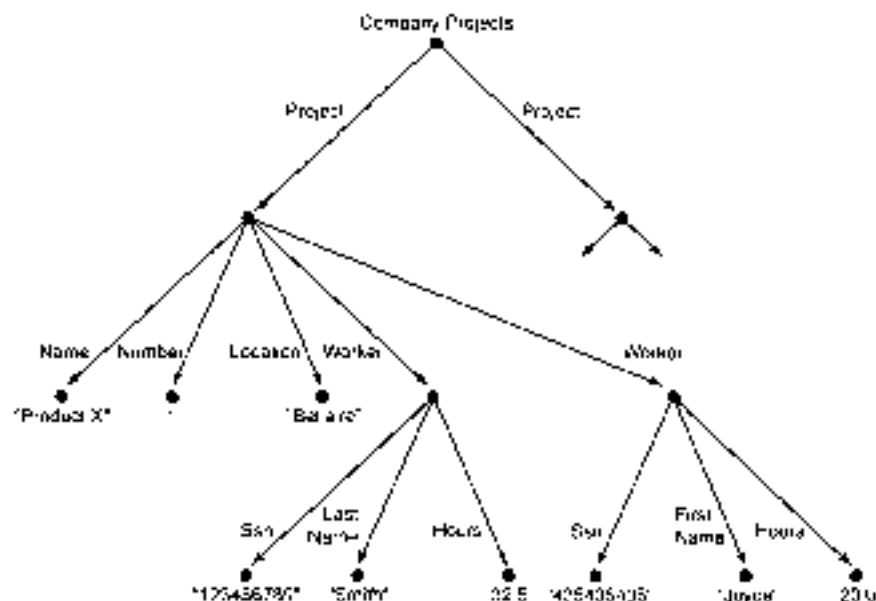 Company Projects
Project Project
Name Number Location Worker Worker
"Product X"
Ssn Last Name Hours Ssn First Name Hours
"123456789" "Smith" 32.5 "Joyce" 20.0